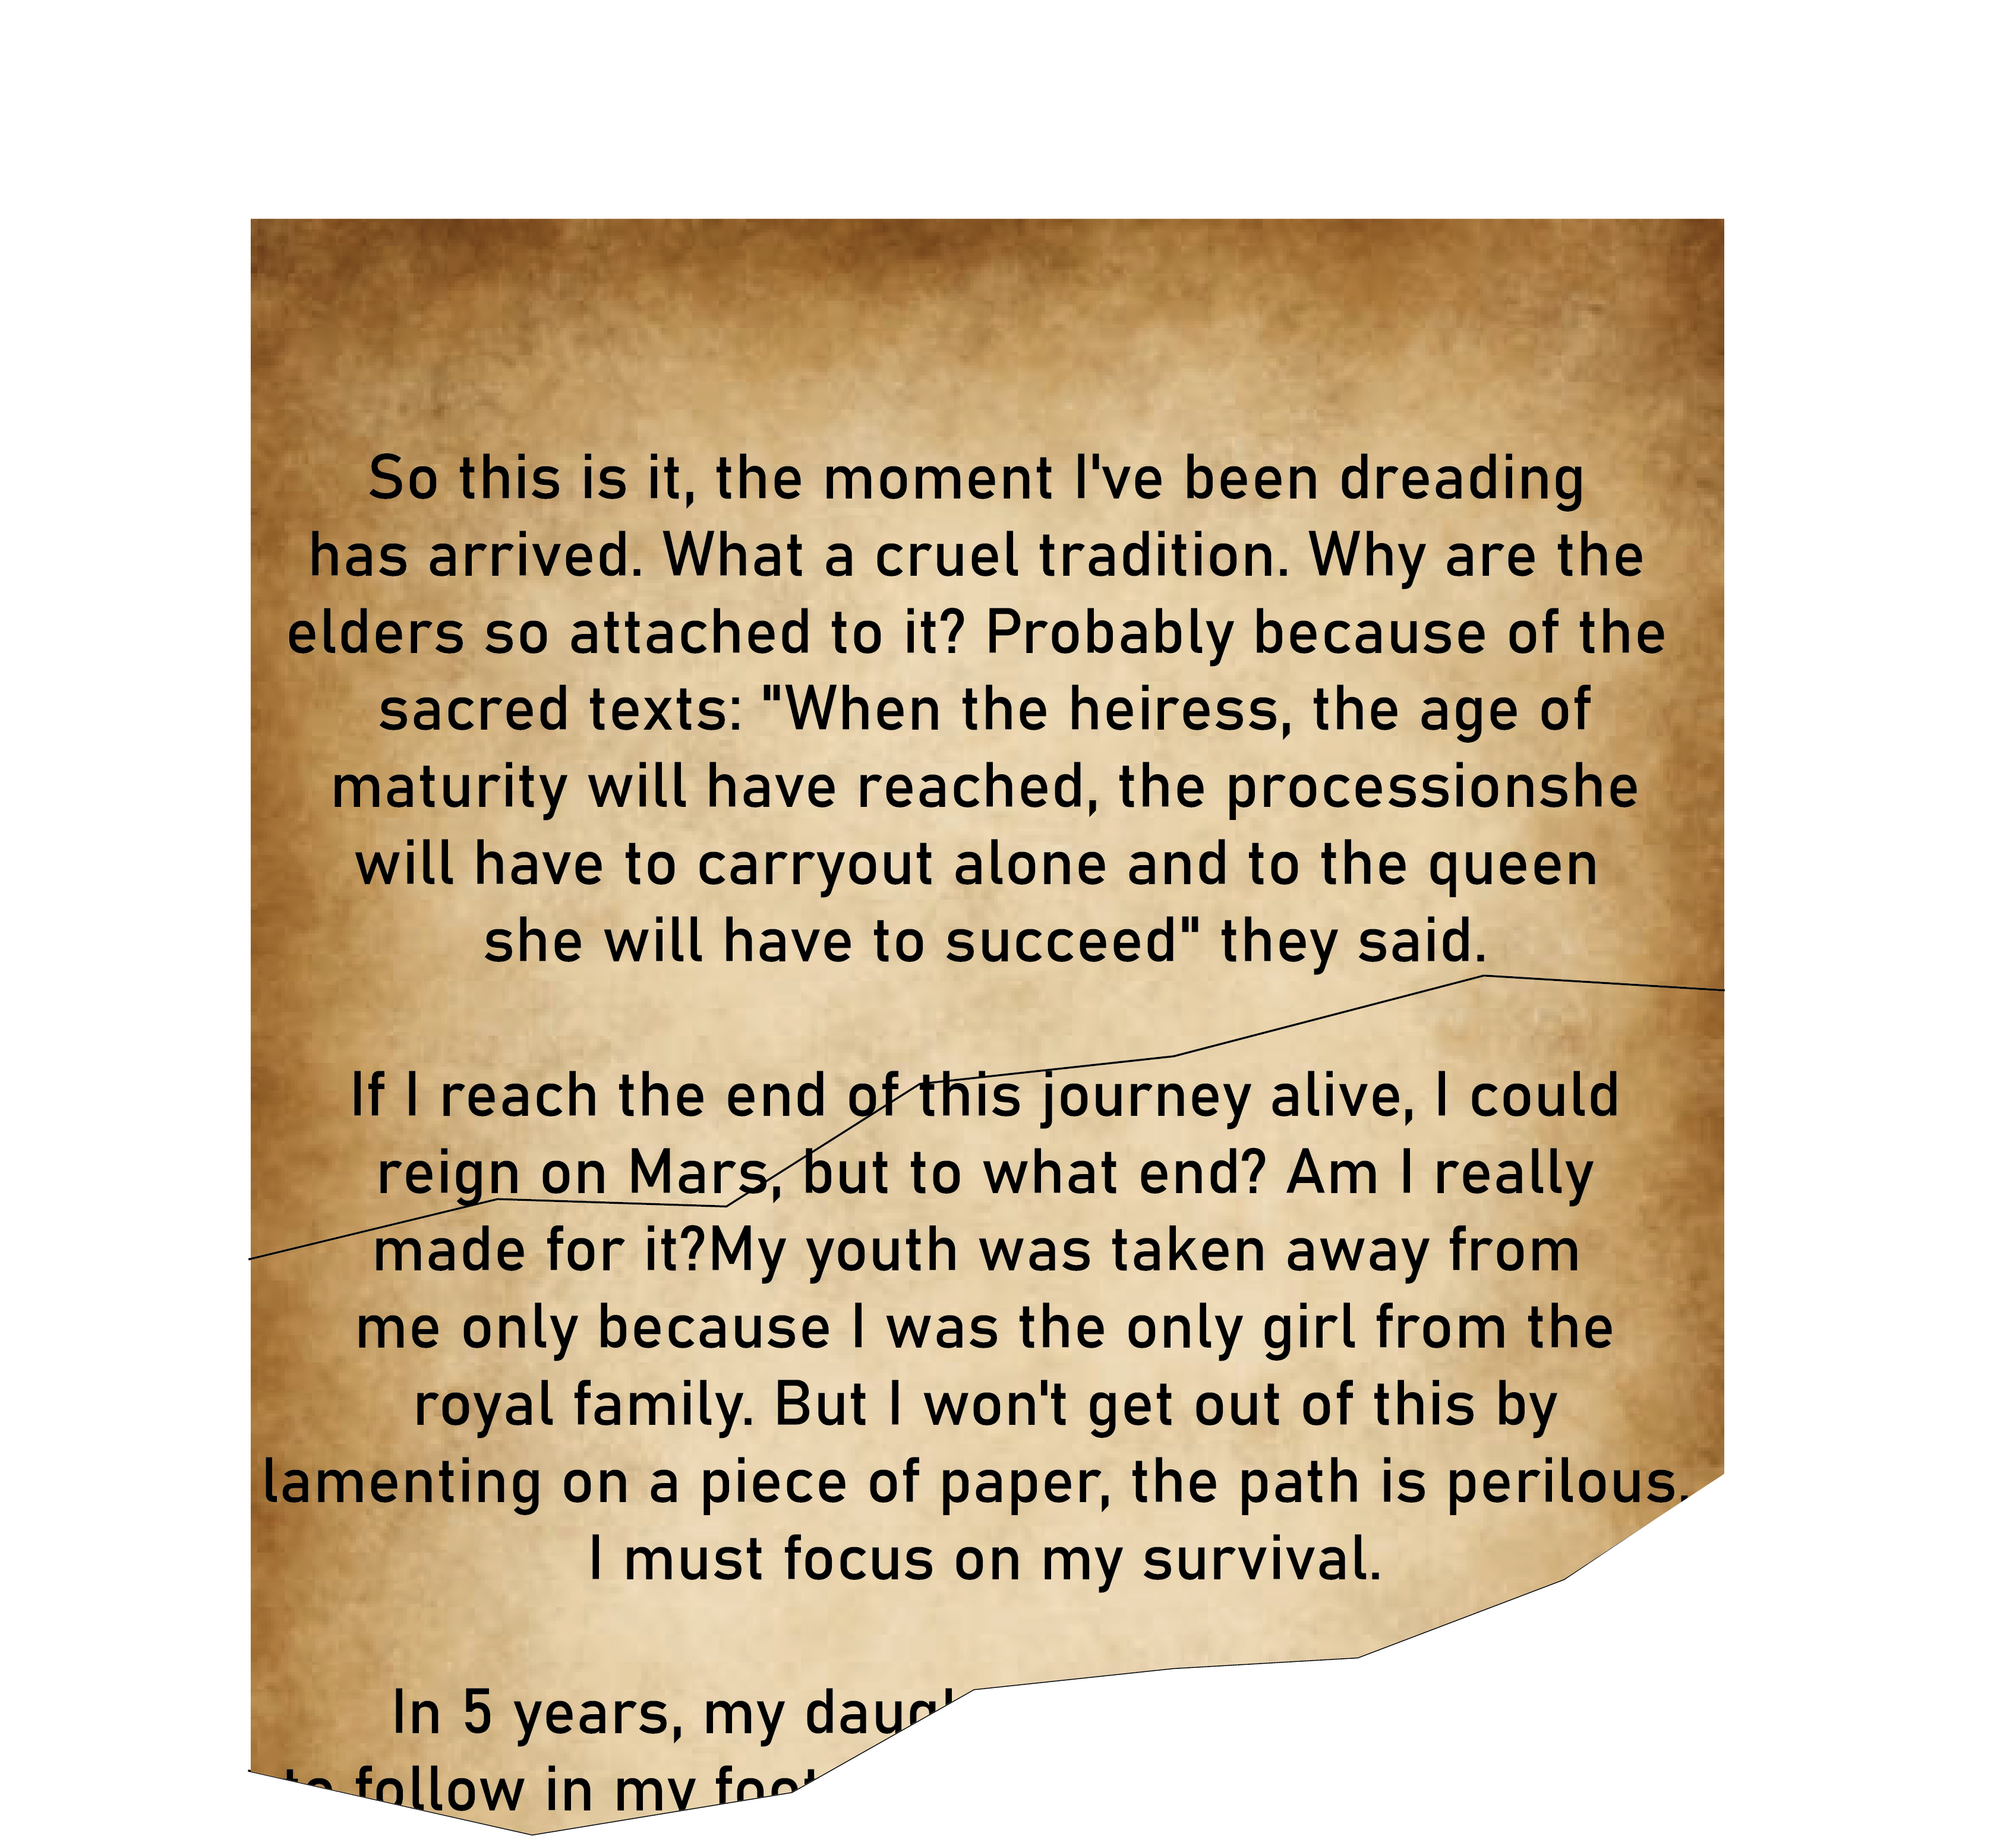 So this is it, the moment I've been dreading
has arrived. What a cruel tradition. Why are the
elders so attached to it? Probably because of the
sacred texts: "When the heiress, the age of
maturity will have reached, the processionshe
will have to carryout alone and to the queen
she will have to succeed" they said.
If I reach the end of this journey alive, I could
reign on Mars, but to what end? Am I really
made for it?My youth was taken away from
me only because I was the only girl from the
royal family. But I won't get out of this by
lamenting on a piece of paper, the path is perilous.
I must focus on my survival.
In 5 years, my
to follow in my